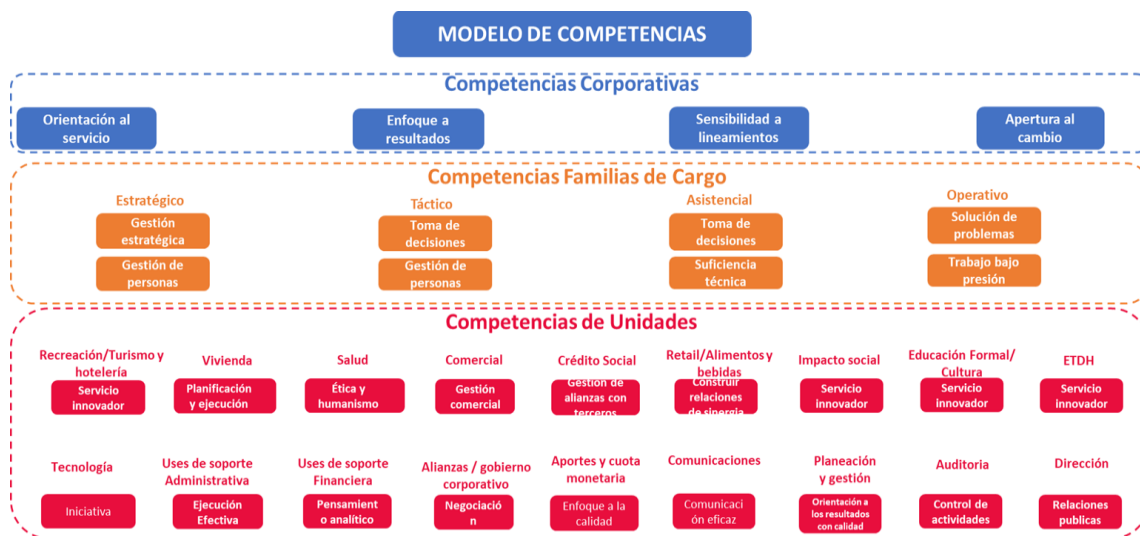 MODELO DE COMPETENCIAS
Competencias Corporativas
Orientación al
servicio
Enfoque a
resultados
Sensibilidad a
lineamientos
Apertura al
cambio
Competencias Familias de Cargo
Estratégico
Gestión
estratégica
Gestión de
personas
Táctico
Toma de
decisiones
Gestión de
personas
Asistencial
Toma de
decisiones
Suficiencia
técnica
Operativo
Solución de
problemas
Trabajo bajo
presión
Competencias de Unidades
Recreación/Turismo y
hotelería
Servicio
innovador
Vivienda
Planificación
y ejecución
Salud
Ética y
humanismo
Comercial
Gestión
comercial
Crédito Social
Gestión de
alianzas con
terceros
Retail/Alimentos y
bebidas
Construir
relaciones
de sinergia
Impacto social
Servicio
innovador
Educación Formal/
Cultura
Servicio
innovador
ETDH
Servicio
innovador
Tecnología
Iniciativa
Uses de soporte
Administrativa
Ejecución
Efectiva
Uses de soporte
Financiera
Pensamient
o analítico
Alianzas / gobierno
corporativo
Negociació
n
Aportes y cuota
monetaria
Enfoque a la
calidad
Comunicaciones
Comunicaci
ón eficaz
Planeación
y gestión
Orientación a
los resultados
con calidad
Auditoria
Control de
actividades
Dirección
Relaciones
publicas